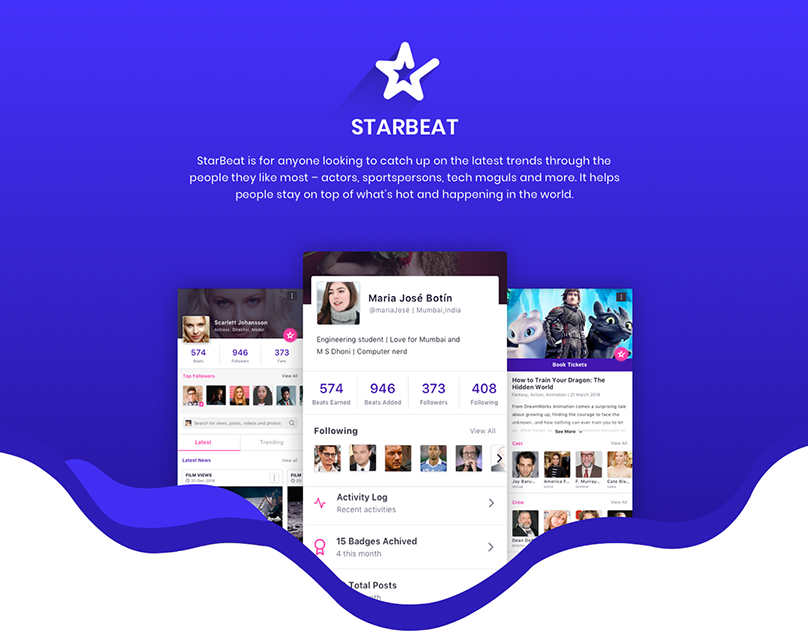 STARBEAT
StarBeat is for anyone looking to catch up on the latest trends through the
people they like most – actors, sportspersons, tech moguls and more. It helps
people stay on top of what's hot and happening in the world.
Scarlett Johansson
Actress, Director, Model
574
946
373
Beats
Followers
Fans
Top Followers
View All
Search for news, posts, videos and photos
Latest
Trending
Latest News
View all
FILM VIEWS
FILM
25-Dec-2018
Maria José Botín
@mariaJosé | Mumbai,India
Engineering student | Love for Mumbai and
M S Dhoni | Computer nerd
574
946
373
408
Beats Earned
Beats Added
Followers
Following
Following
View All
Activity Log
Recent activities
15 Badges Achived
4 this month
Total Posts
Book Tickets
How to Train Your Dragon: The
Hidden World
Fantasy, Action, Animation | 21 March 2019
From DreamWorks Animation comes a surprising tale
about growing up, finding the courage to face the
unknown...and how nothing can ever train you to let
See More
Cast
View All
Jay Baru...
America F...
F. Murray...
Cate Bla...
Crew
View All
Dean De